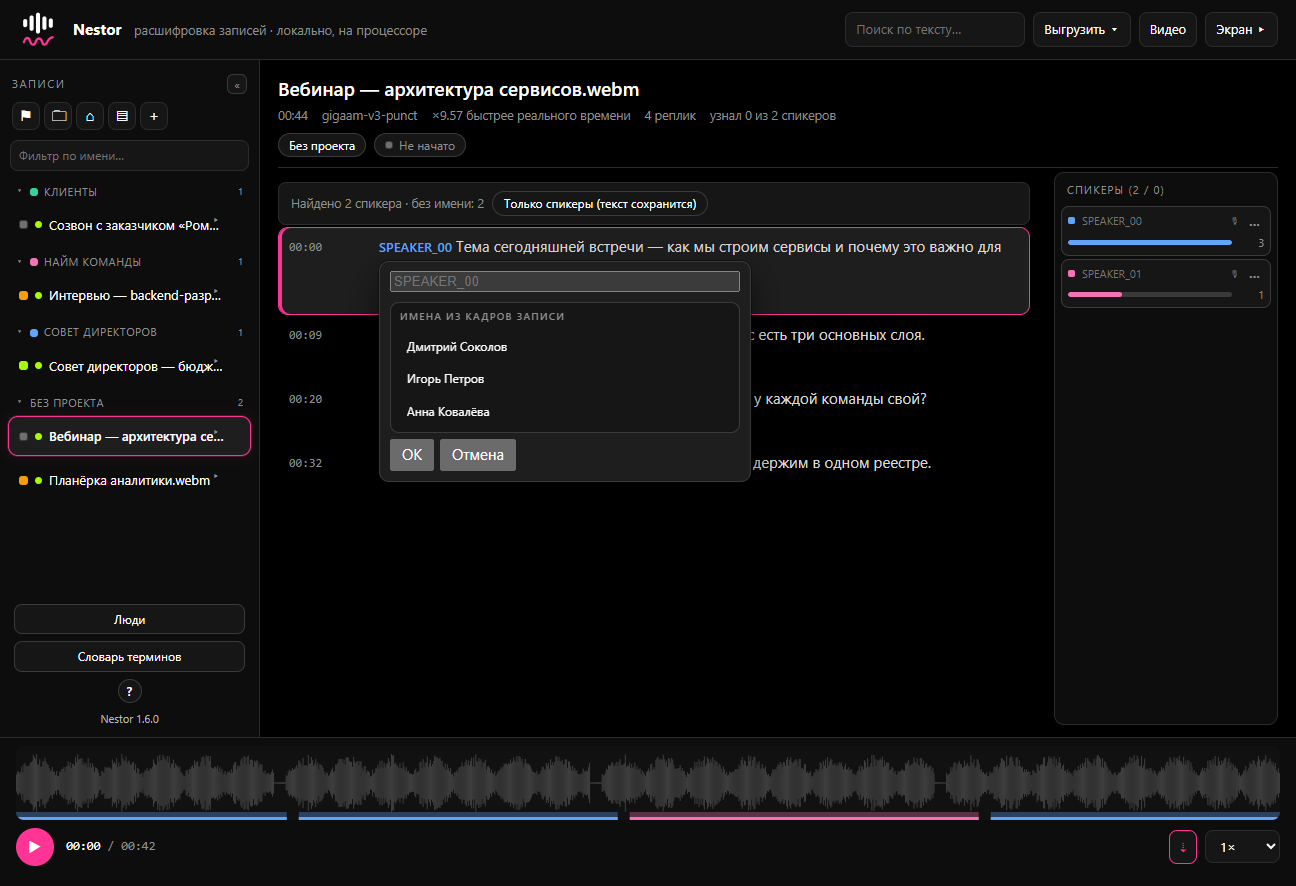 Nestor расшифровка записей · локально, на процессоре
Поиск по тексту...
Выгрузить
Видео
Экран
ЗАПИСИ
«
+
Фильтр по имени...
КЛИЕНТЫ 1
Созвон с заказчиком «Ром...
НАЙМ КОМАНДЫ 1
Интервью — backend-разр...
СОВЕТ ДИРЕКТОРОВ 1
Совет директоров — бюдж...
БЕЗ ПРОЕКТА 2
Вебинар — архитектура се...
Планёрка аналитики.webm
Люди
Словарь терминов
?
Nestor 1.6.0
Вебинар — архитектура сервисов.webm
00:44 gigaam-v3-punct ×9.57 быстрее реального времени 4 реплик узнал 0 из 2 спикеров
Без проекта
Не начато
Найдено 2 спикера · без имени: 2
Только спикеры (текст сохранится)
00:00 SPEAKER_00 Тема сегодняшней встречи — как мы строим сервисы и почему это важно для
SPEAKER_00
ИМЕНА ИЗ КАДРОВ ЗАПИСИ
Дмитрий Соколов
Игорь Петров
Анна Ковалёва
OK
Отмена
00:09 есть три основных слоя.
00:20 у каждой команды свой?
00:32 держим в одном реестре.
СПИКЕРЫ (2 / 0)
SPEAKER_00 ...
3
SPEAKER_01 ...
1
00:00 / 00:42
1×